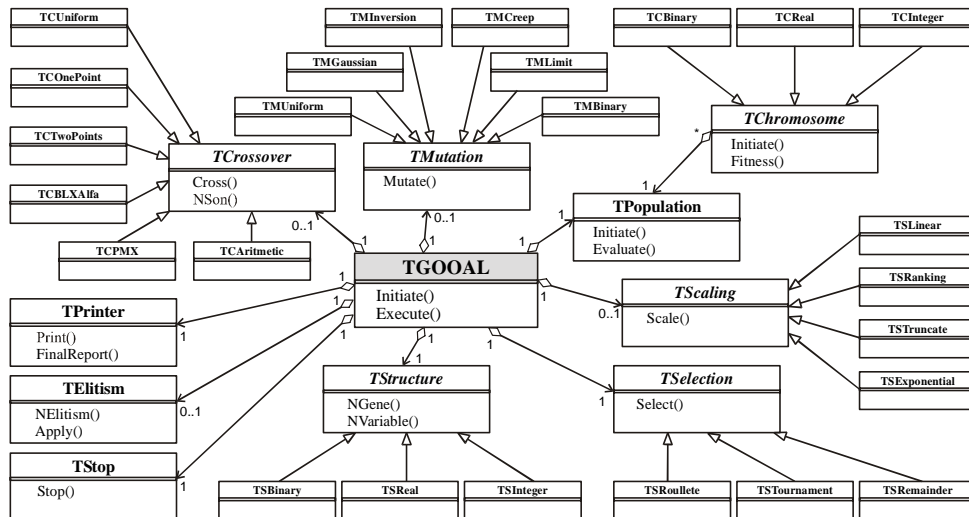 TCUniform
TMInversion
TMCreep
TCBinary
TCReal
TCInteger
TCOnePoint
TMGaussian
TMLimit
TMUniform
TMBinary
TCTwoPoints
TCrossover
Cross()
NSon()
TMutation
Mutate()
TChromosome
Initiate()
Fitness()
*
1
TCBLXAlfa
TCPMX
TCAritmetic
0..1
1
0..1
1
1
1
TPopulation
Initiate()
Evaluate()
TGOOAL
Initiate()
Execute()
TSLinear
TSRanking
TSTruncate
TSExponential
TScaling
Scale()
1
0..1
TPrinter
Print()
FinalReport()
1
1
TElitism
NElitism()
Apply()
1
0..1
TStop
Stop()
1
1
1
1
TStructure
NGene()
NVariable()
1
1
TSelection
Select()
TSBinary
TSReal
TSInteger
TSRoullete
TSTournament
TSRemainder